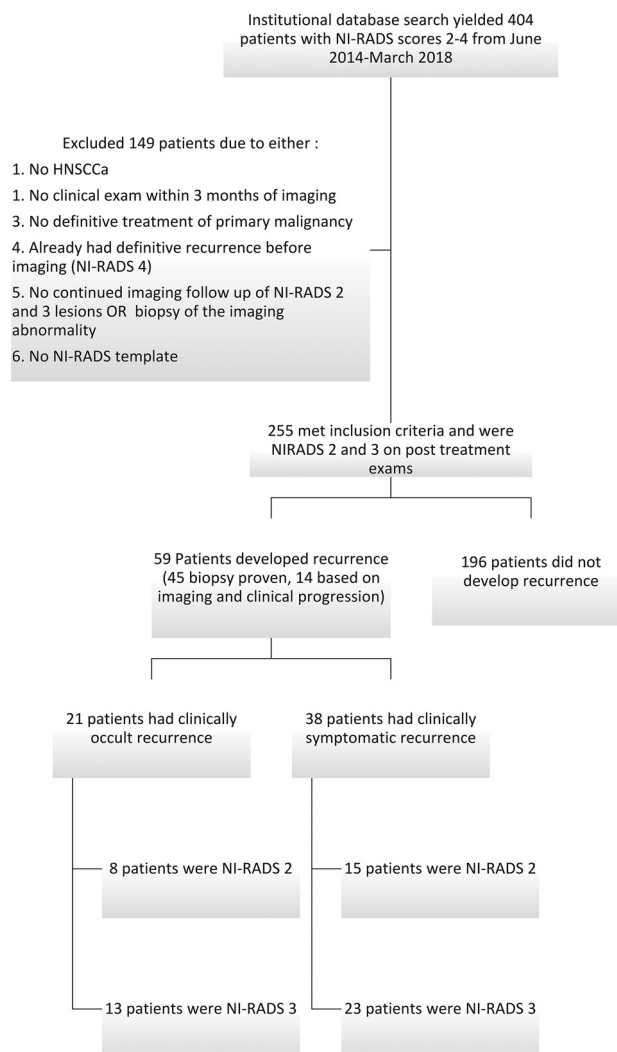 Institutional database search yielded 404
patients with NI-RADS scores 2-4 from June
2014-March 2018
Excluded 149 patients due to either :
1. No HNSCCa
1. No clinical exam within 3 months of imaging
3. No definitive treatment of primary malignancy
4. Already had definitive recurrence before
imaging (NI-RADS 4)
5. No continued imaging follow up of NI-RADS 2
and 3 lesions OR biopsy of the imaging
abnormality
6. No NI-RADS template
255 met inclusion criteria and were
NIRADS 2 and 3 on post treatment
exams
59 Patients developed recurrence
(45 biopsy proven, 14 based on
imaging and clinical progression)
196 patients did not
develop recurrence
21 patients had clinically
occult recurrence
38 patients had clinically
symptomatic recurrence
8 patients were NI-RADS 2
15 patients were NI-RADS 2
13 patients were NI-RADS 3
23 patients were NI-RADS 3